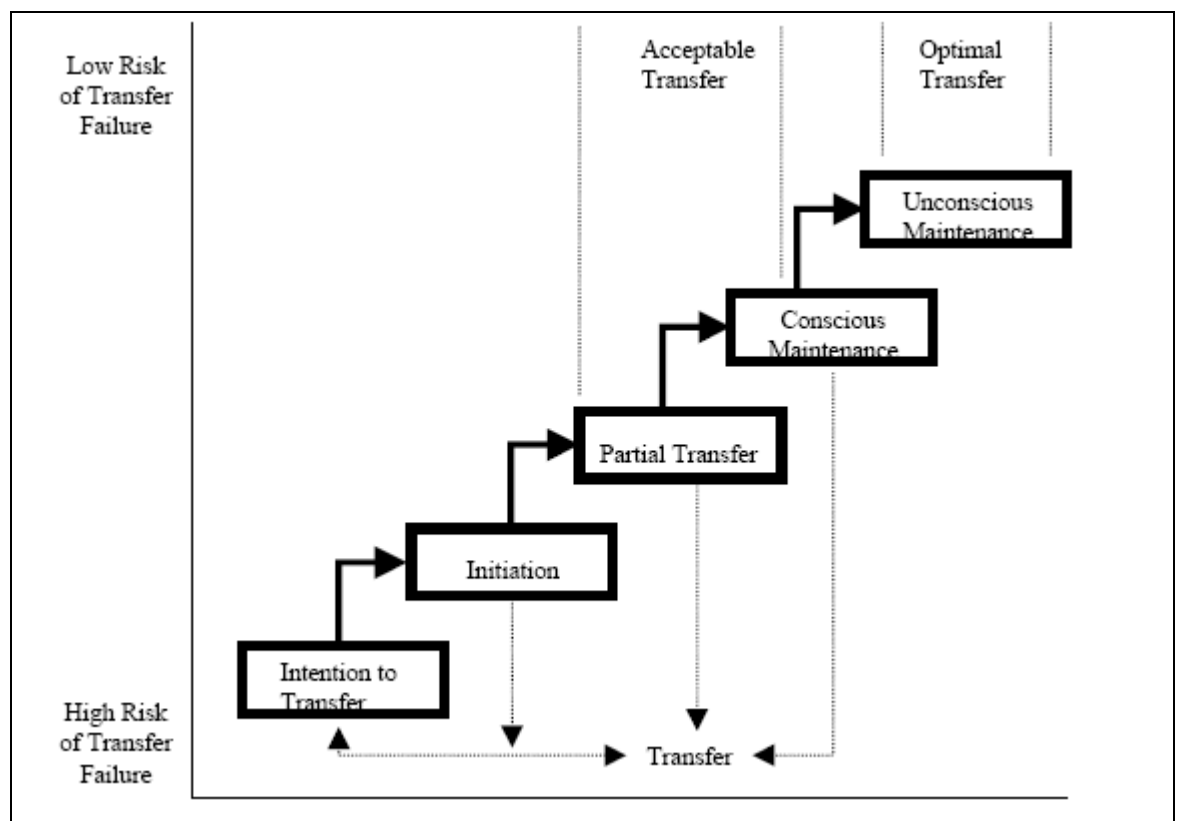 Low Risk
of Transfer
Failure
Acceptable
Transfer
Optimal
Transfer
Unconscious
Maintenance
Conscious
Maintenance
Partial Transfer
Initiation
Intention to
Transfer
High Risk
of Transfer
Failure
Transfer